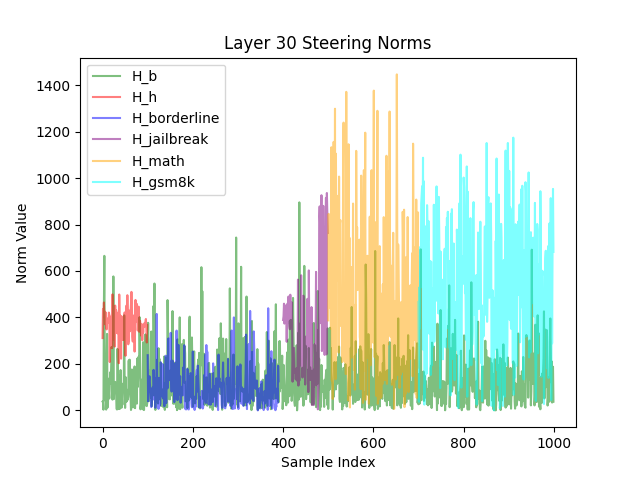 Layer 30 Steering Norms
H_b
H_h
H_borderline
H_jailbreak
H_math
H_gsm8k
Norm Value
1400
1200
1000
800
600
400
200
0
0 200 400 600 800 1000
Sample Index